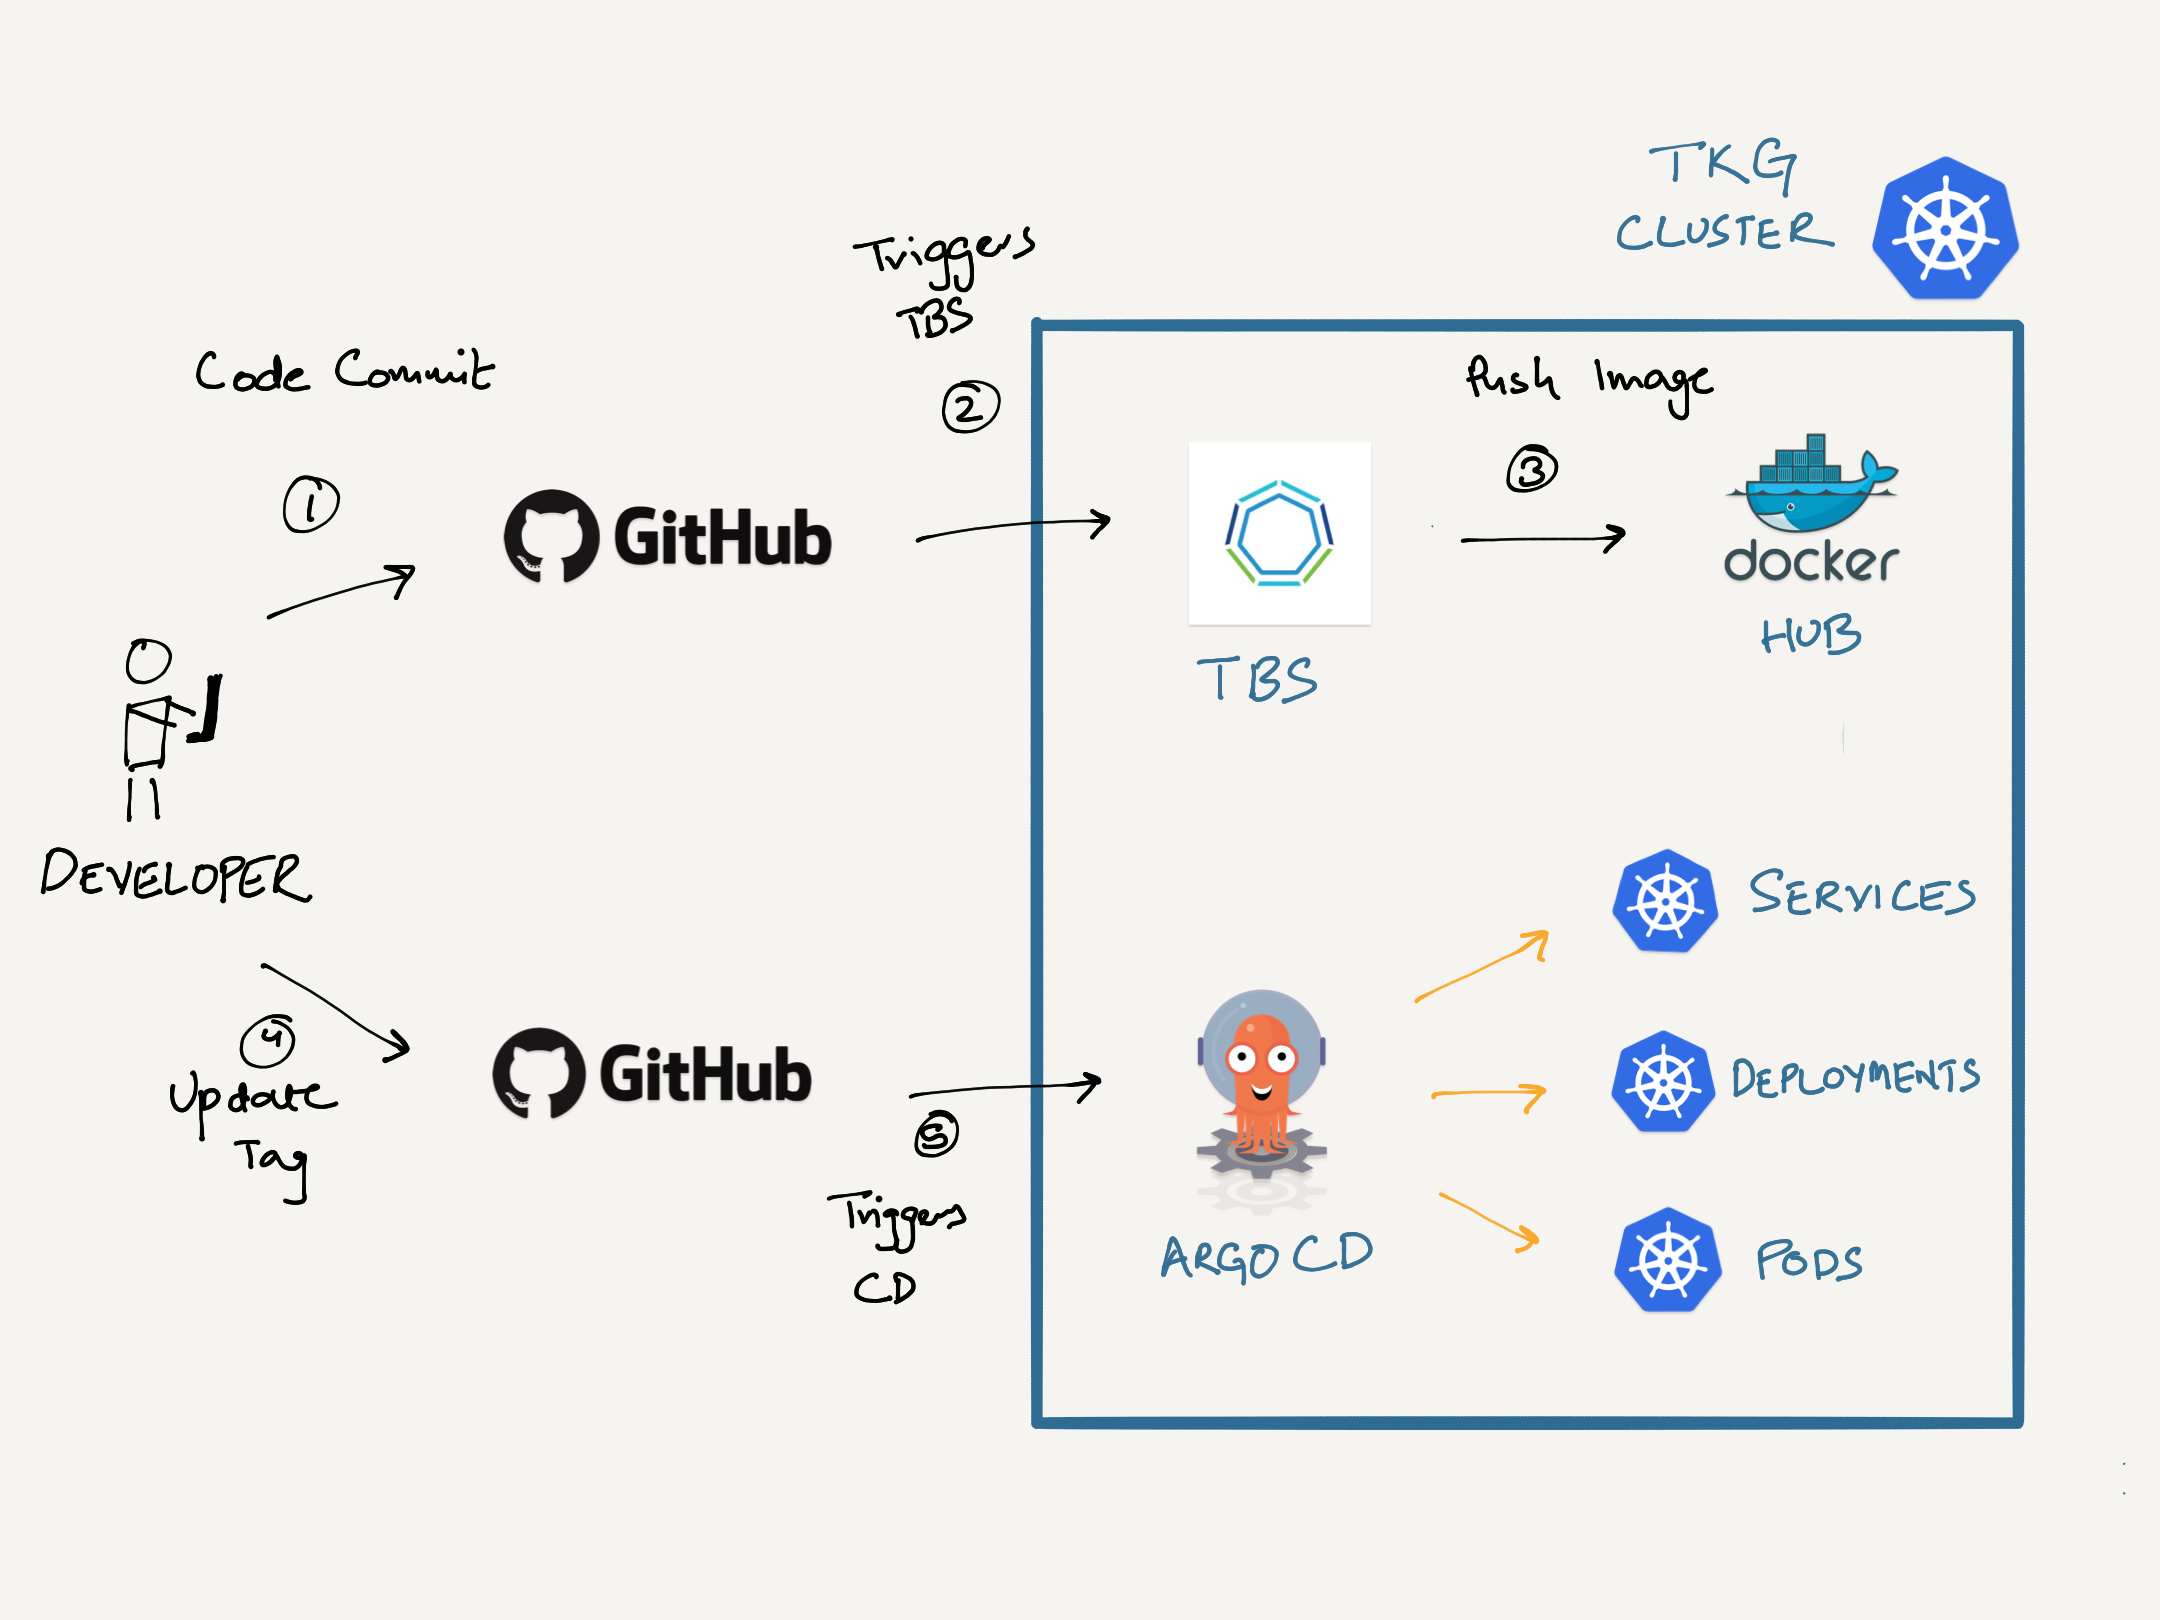 TKG
CLUSTER
Triggers
TBS
Code Commit
2
Push Image
1
3
GitHub
docker
HUB
TBS
DEVELOPER
SERVICES
4
Update
Tag
GitHub
5
Triggers
CD
ARGO CD
DEPLOYMENTS
PODS